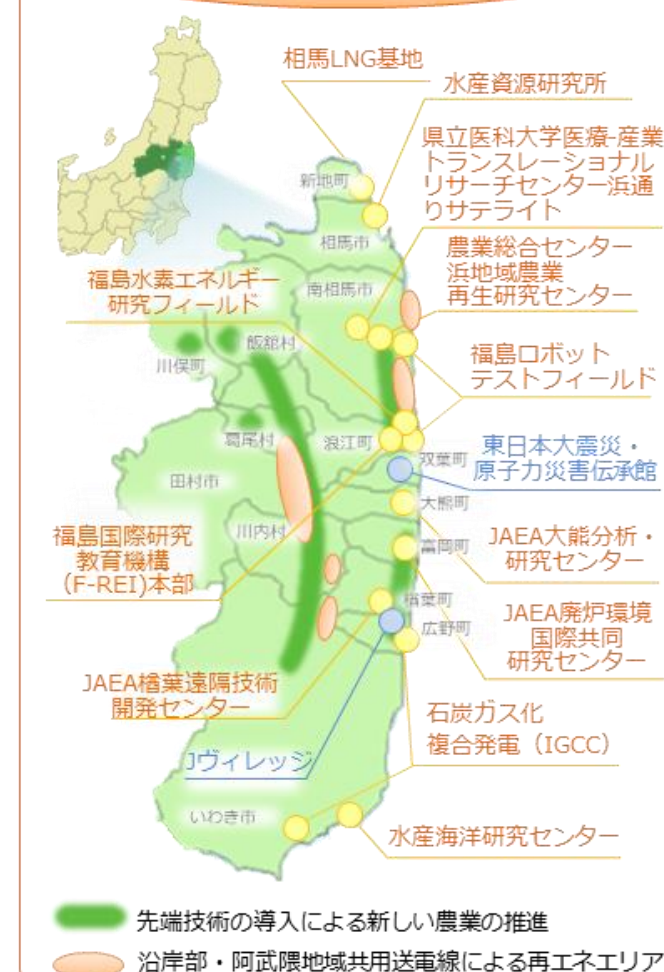 相馬LNG基地
水産資源研究所
県立医科大学医療-産業
トランスレーショナル
リサーチセンター浜通
りサテライト
新地町
相馬市
農業総合センター
浜地域農業
再生研究センター
福島水素エネルギー
研究フィールド
南相馬市
飯舘村
川俣町
福島ロボット
テストフィールド
葛尾村
浪江町
双葉町
東日本大震災・
原子力災害伝承館
田村市
大熊町
川内村
富岡町
福島国際研究
教育機構
（F-REI)本部
JAEA大熊分析・
研究センター
楢葉町
広野町
JAEA廃炉環境
国際共同
研究センター
JAEA楢葉遠隔技術
開発センター
石炭ガス化
複合発電（IGCC）
Jヴィレッジ
いわき市
水産海洋研究センター
先端技術の導入による新しい農業の推進
沿岸部・阿武隈地域共用送電線による再エネエリア